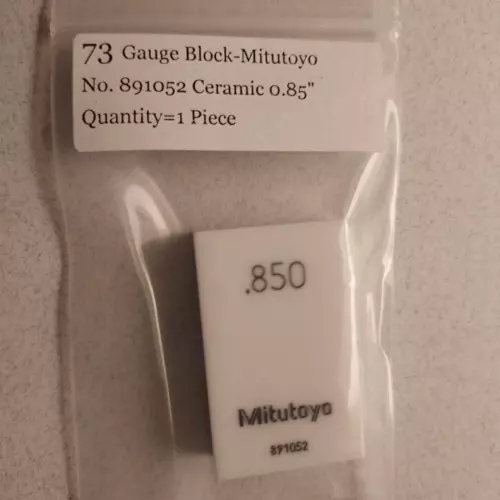 73 Gauge Block-Mitutoyo
No. 891052 Ceramic 0.85"
Quantity=1 Piece
.850
Mitutoyo
891052